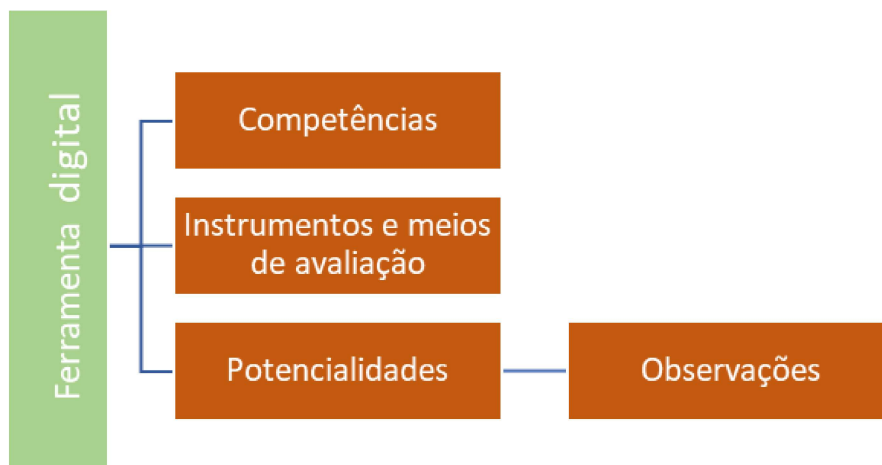 Ferramenta digital
Competências
Instrumentos e meios
de avaliação
Potencialidades
Observações